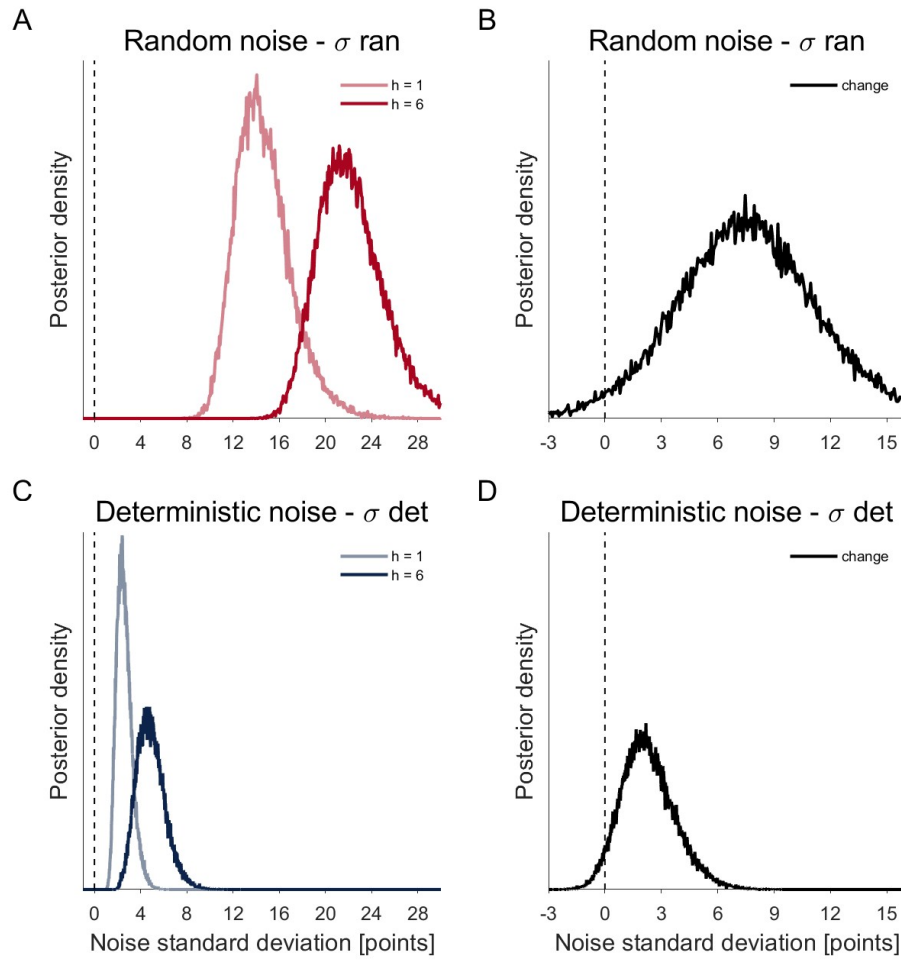 A
Random noise - σ ran
h = 1
h = 6
Posterior density
0 4 8 12 16 20 24 28
B
Random noise - σ ran
change
Posterior density
-3 0 3 6 9 12 15
C
Deterministic noise - σ det
h = 1
h = 6
Posterior density
0 4 8 12 16 20 24 28
Noise standard deviation [points]
D
Deterministic noise - σ det
change
Posterior density
-3 0 3 6 9 12 15
Noise standard deviation [points]